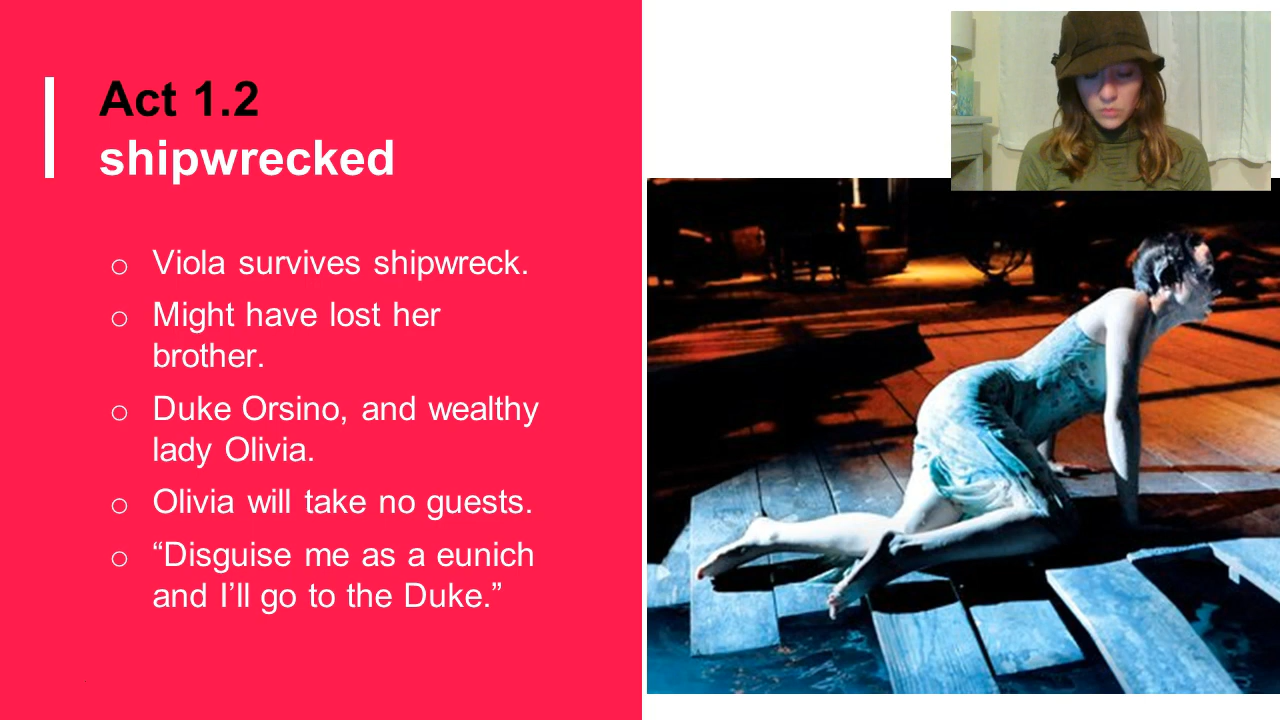 Act 1.2
shipwrecked
o Viola survives shipwreck.
o Might have lost her
brother.
o Duke Orsino, and wealthy
lady Olivia.
o Olivia will take no guests.
o “Disguise me as a eunich
and I’ll go to the Duke.”